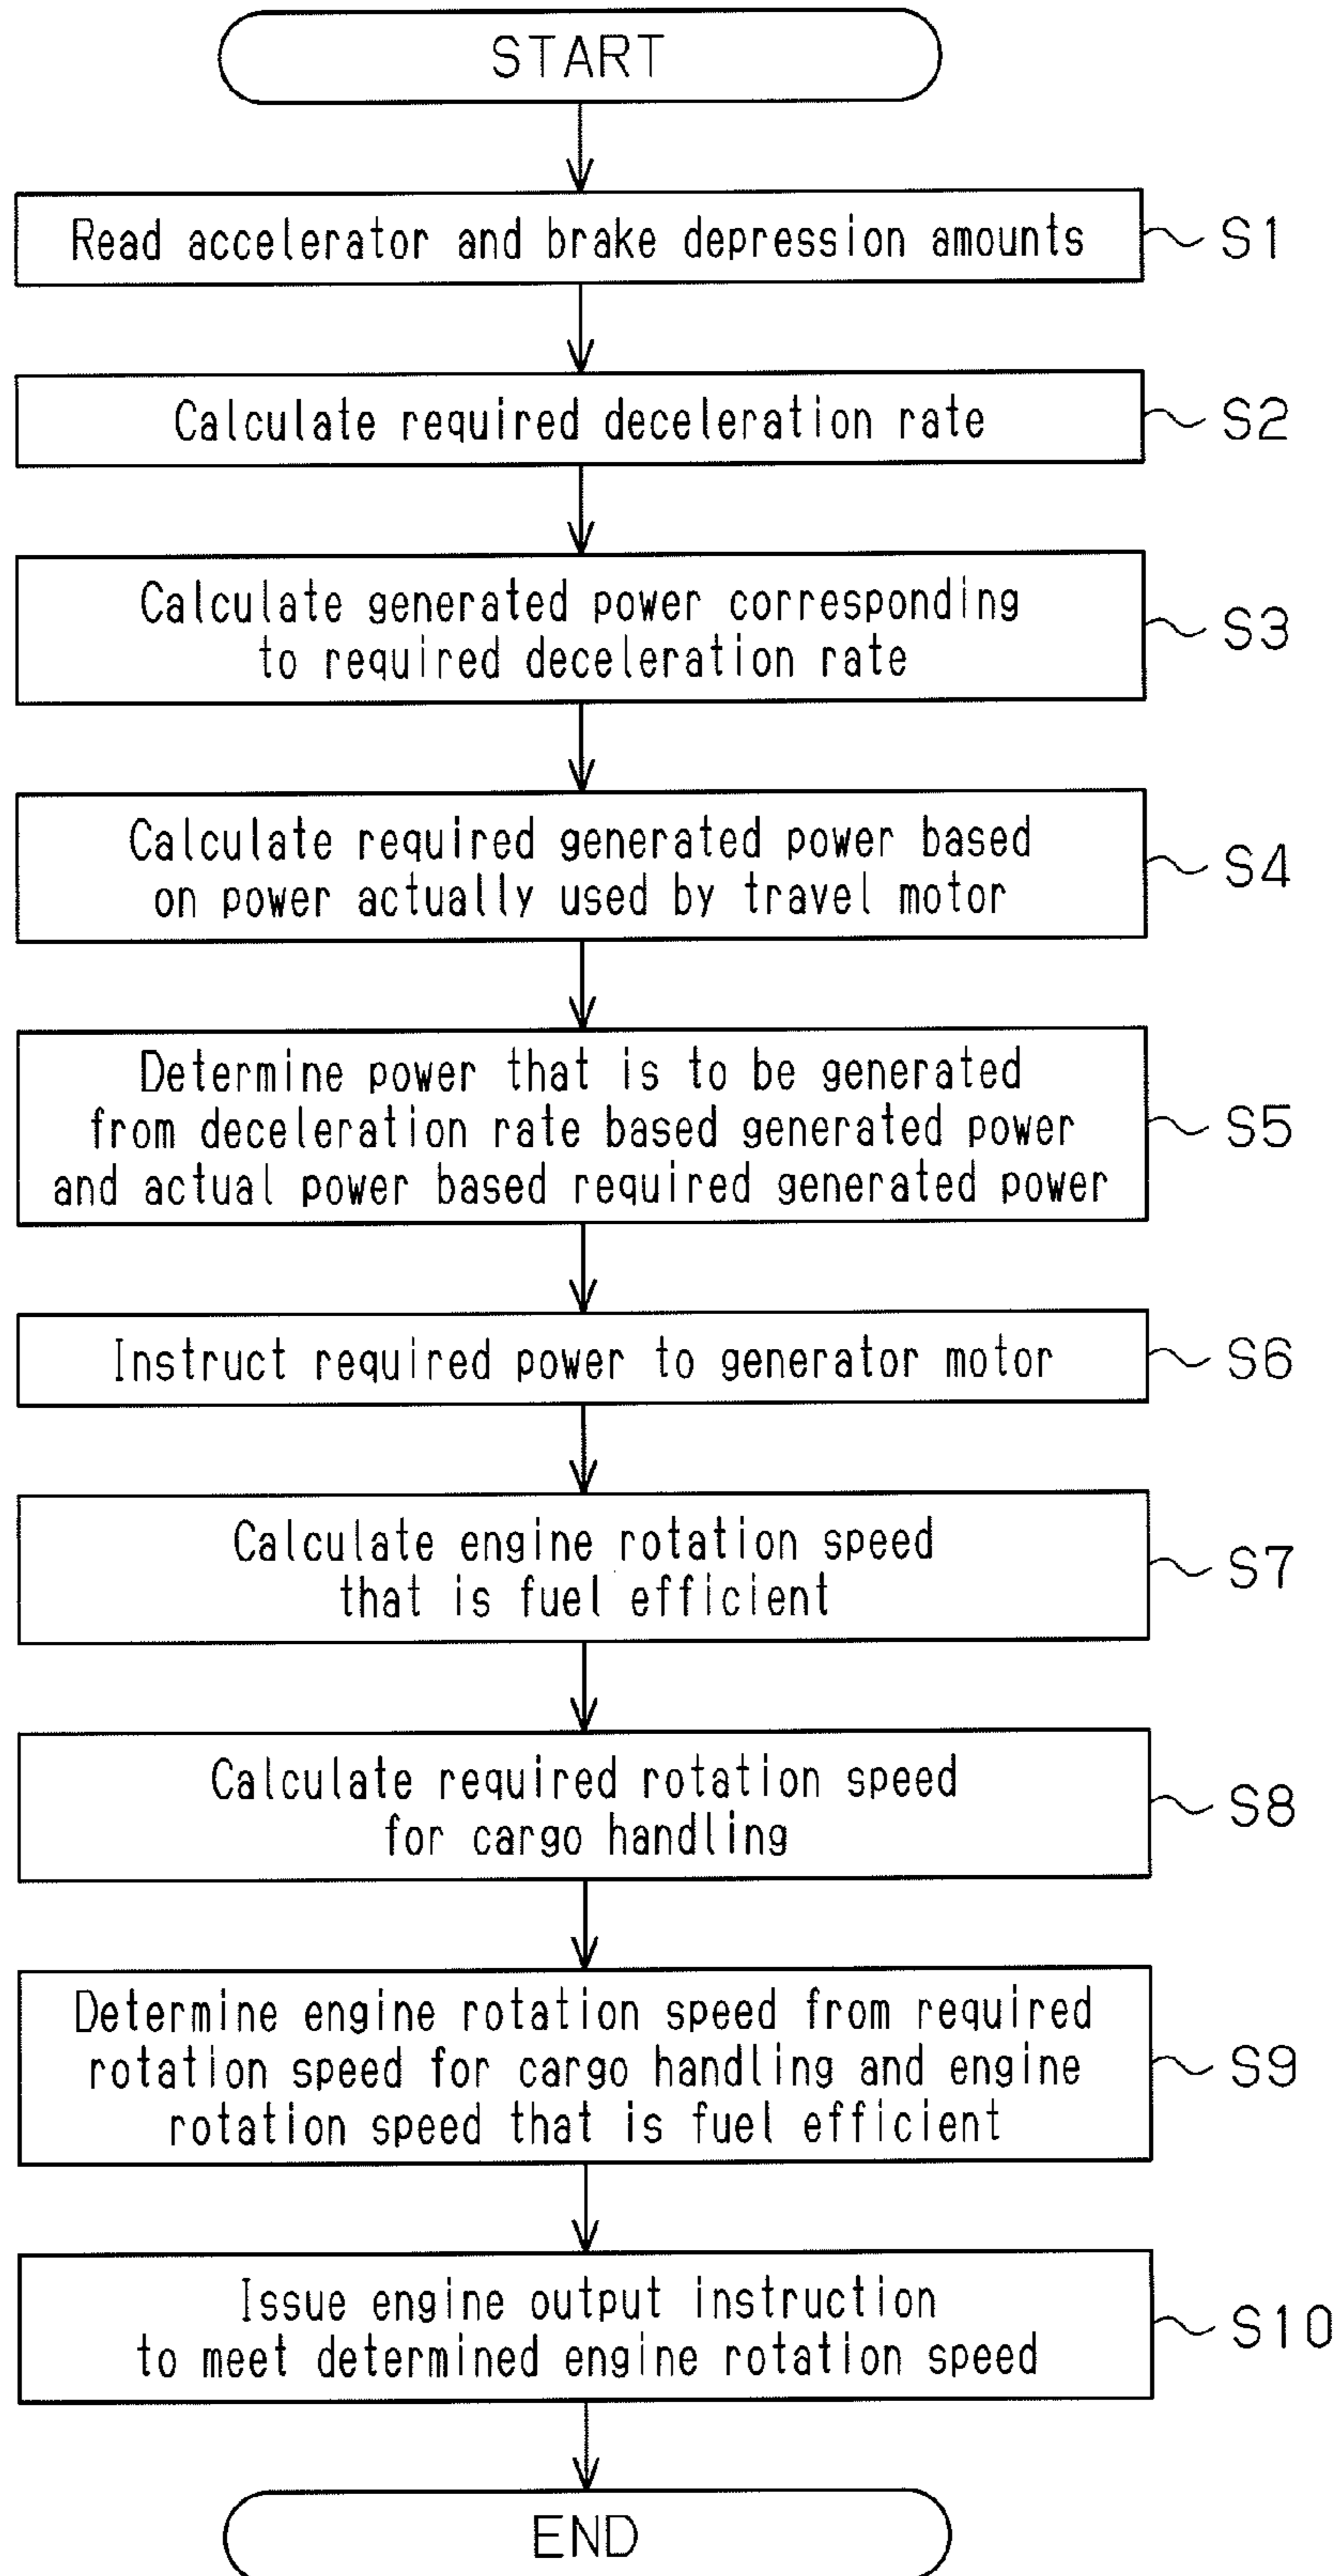 START
Read accelerator and brake depression amounts
S1
Calculate required deceleration rate
S2
Calculate generated power corresponding
to required deceleration rate
S3
Calculate required generated power based
on power actually used by travel motor
S4
Determine power that is to be generated
from deceleration rate based generated power
and actual power based required generated power
S5
Instruct required power to generator motor
S6
Calculate engine rotation speed
that is fuel efficient
S7
Calculate required rotation speed
for cargo handling
S8
Determine engine rotation speed from required
rotation speed for cargo handling and engine
rotation speed that is fuel efficient
S9
Issue engine output instruction
to meet determined engine rotation speed
S10
END